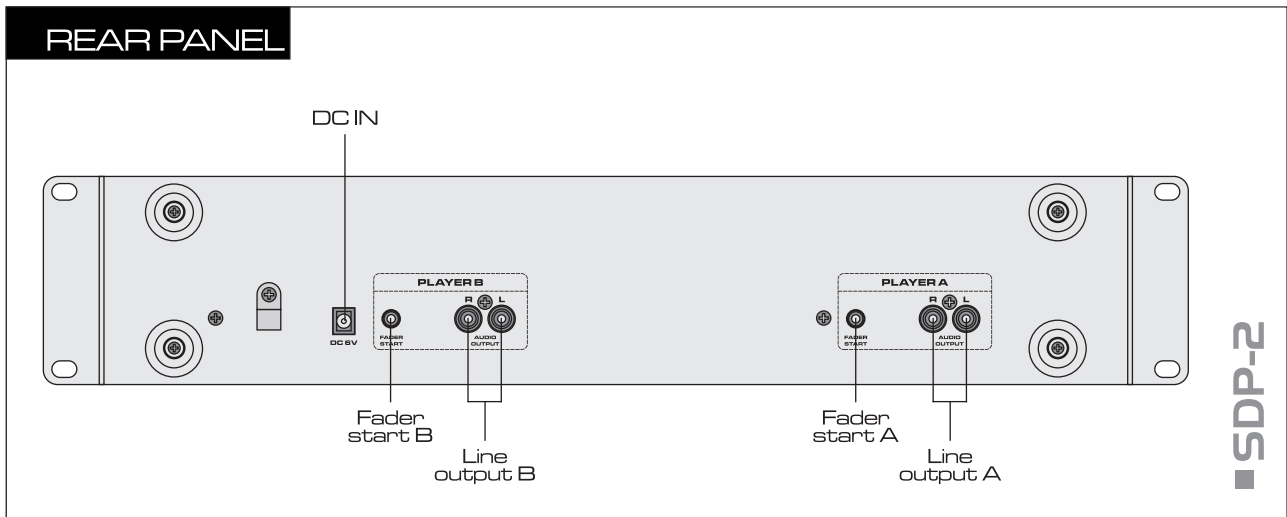 REAR PANEL
DC IN
PLAYER B
R L
DC 6V
FADER
START
AUDIO
OUTPUT
PLAYER A
R L
FADER
START
AUDIO
OUTPUT
Fader
start B
Line
output B
Fader
start A
Line
output A
SDP-2